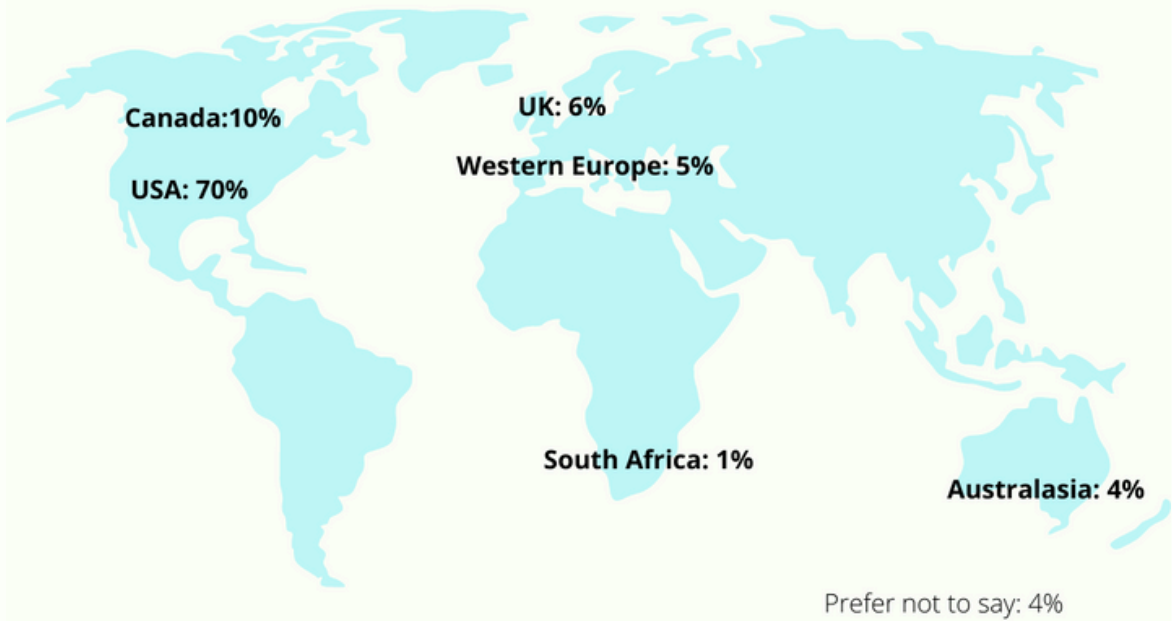 Canada:10%
UK: 6%
Western Europe: 5%
USA: 70%
South Africa: 1%
Australasia: 4%
Prefer not to say: 4%